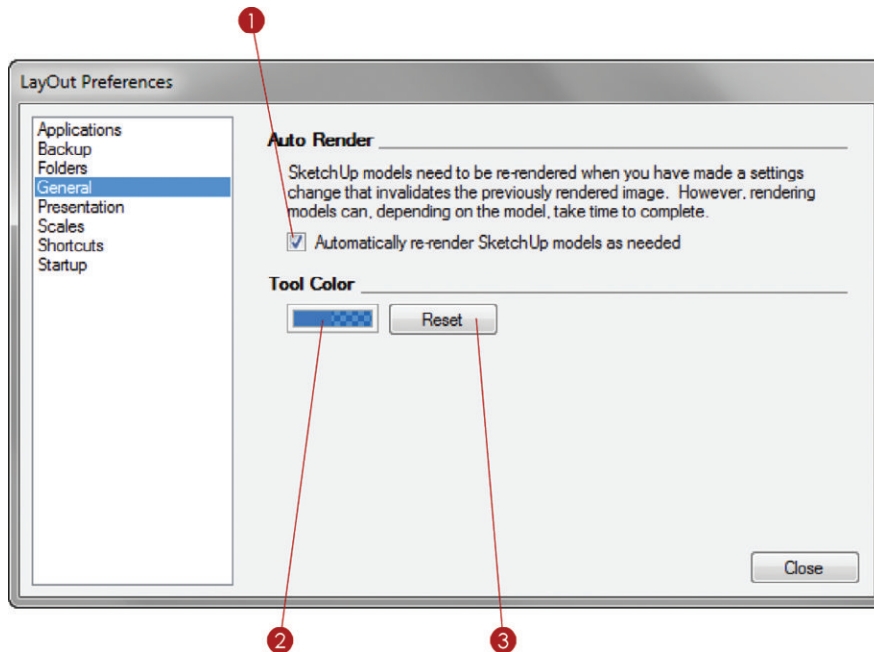 1
LayOut Preferences
Applications
Backup
Folders
General
Presentation
Scales
Shortcuts
Startup
Auto Render
SketchUp models need to be re-rendered when you have made a settings
change that invalidates the previously rendered image. However, rendering
models can, depending on the model, take time to complete.
Automatically re-render SketchUp models as needed
Tool Color
Reset
Close
2
3